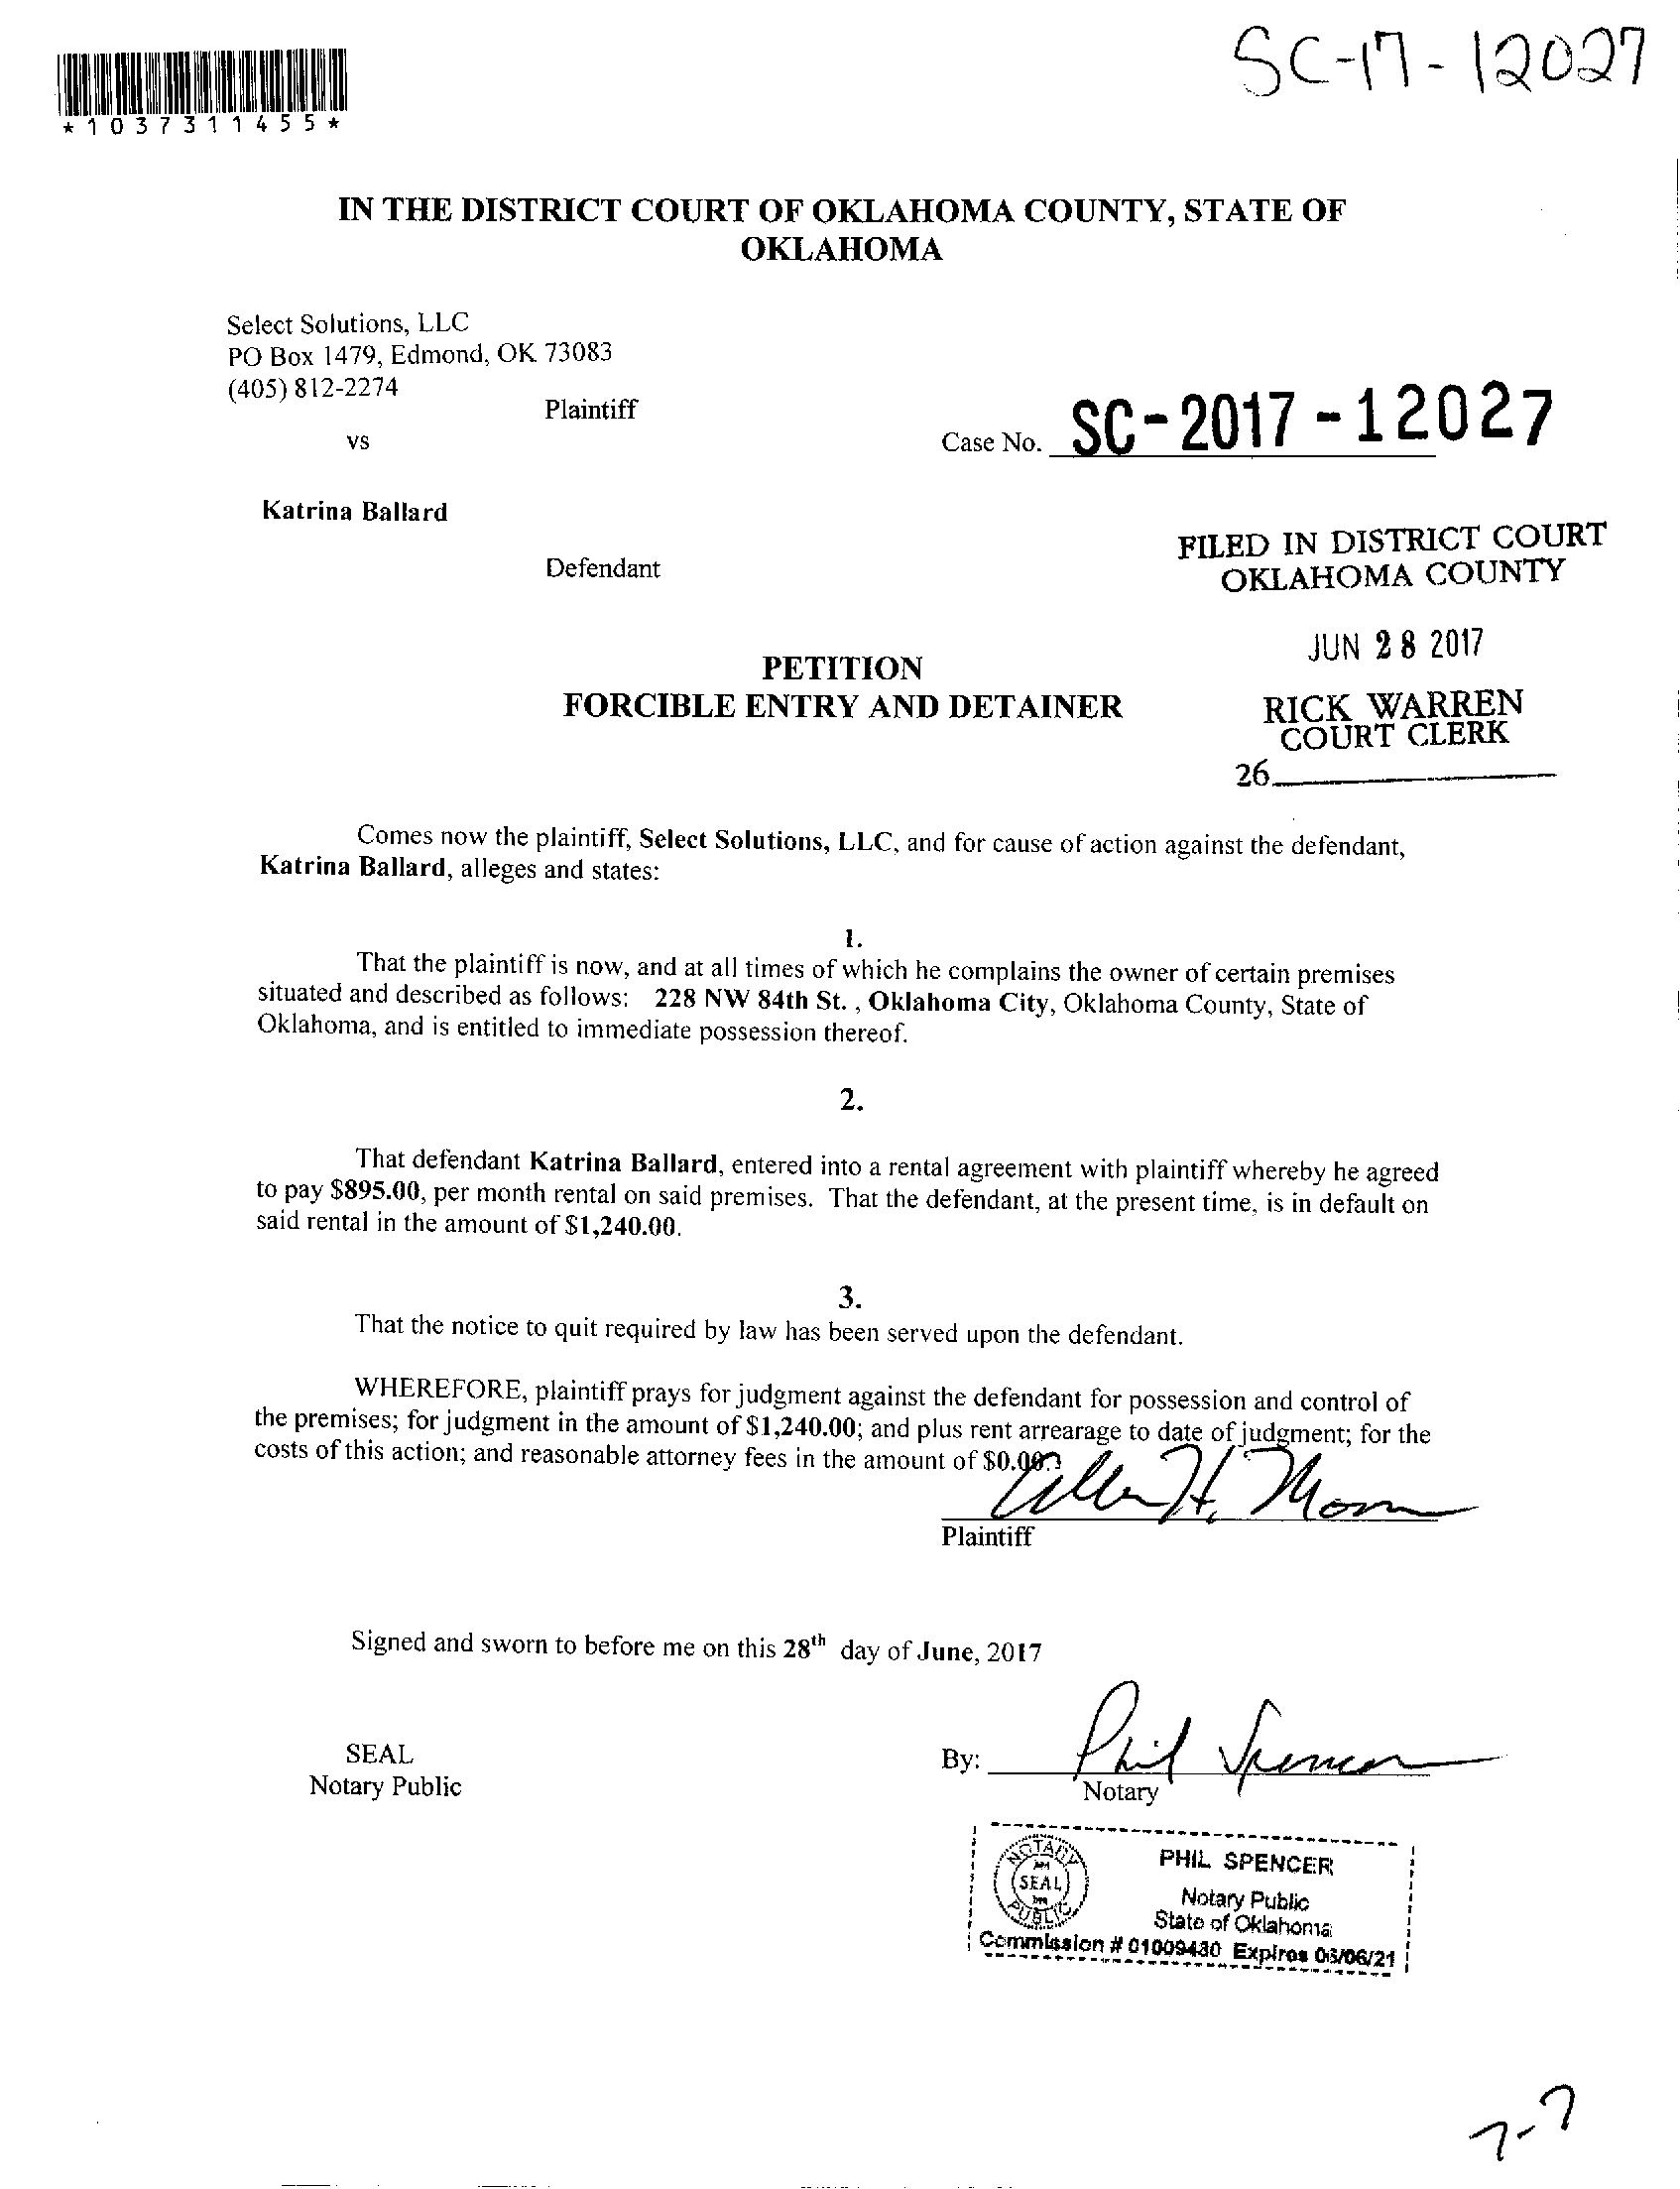 SC-17-12027
*1037311455*
IN THE DISTRICT COURT OF OKLAHOMA COUNTY, STATE OF
OKLAHOMA
Select Solutions, LLC
PO Box 1479, Edmond, OK 73083
(405) 812-2274
Plaintiff
vs
Case No. SC-2017-12027
Katrina Ballard
Defendant
FILED IN DISTRICT COURT
OKLAHOMA COUNTY
JUN 28 2017
PETITION
FORCIBLE ENTRY AND DETAINER
RICK WARREN
COURT CLERK
26
Comes now the plaintiff, Select Solutions, LLC, and for cause of action against the defendant,
Katrina Ballard, alleges and states:
1.
That the plaintiff is now, and at all times of which he complains the owner of certain premises
situated and described as follows: 228 NW 84th St. , Oklahoma City, Oklahoma County, State of
Oklahoma, and is entitled to immediate possession thereof.
2.
That defendant Katrina Ballard, entered into a rental agreement with plaintiff whereby he agreed
to pay $895.00, per month rental on said premises. That the defendant, at the present time, is in default on
said rental in the amount of $1,240.00.
3.
That the notice to quit required by law has been served upon the defendant.
WHEREFORE, plaintiff prays for judgment against the defendant for possession and control of
the premises; for judgment in the amount of $1,240.00; and plus rent arrearage to date of judgment; for the
costs of this action; and reasonable attorney fees in the amount of $0.00.
Plaintiff
Signed and sworn to before me on this 28th day of June, 2017
SEAL
Notary Public
By: Phil Spencer
Notary
NOTARY
SEAL
PUBLIC
PHIL SPENCER
Notary Public
State of Oklahoma
Commission # 01009480 Expires /06/21
7-7